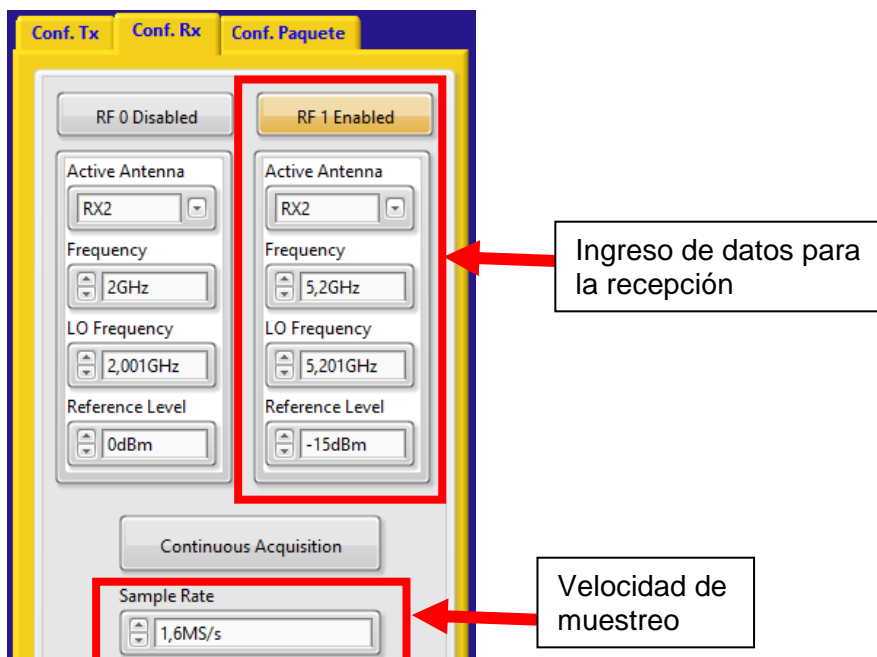 Conf. Tx
Conf. Rx
Conf. Paquete
RF 0 Disabled
Active Antenna
RX2
Frequency
2GHz
LO Frequency
2,001GHz
Reference Level
0dBm
RF 1 Enabled
Active Antenna
RX2
Frequency
5,2GHz
LO Frequency
5,201GHz
Reference Level
-15dBm
Ingreso de datos para
la recepción
Continuous Acquisition
Sample Rate
1,6MS/s
Velocidad de
muestreo